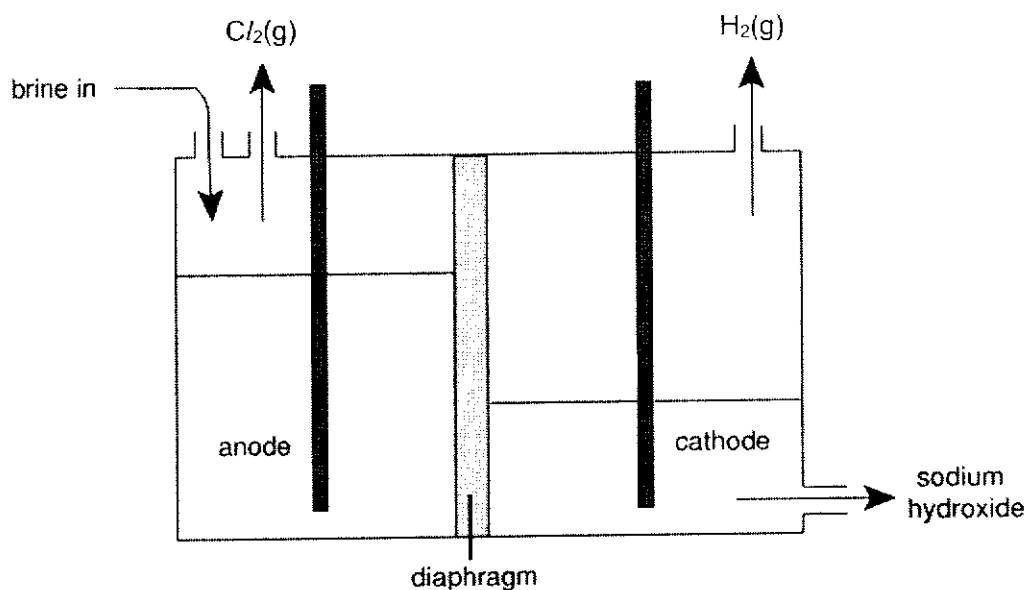 Cl₂(g)
H₂(g)
brine in
anode
cathode
sodium
hydroxide
diaphragm